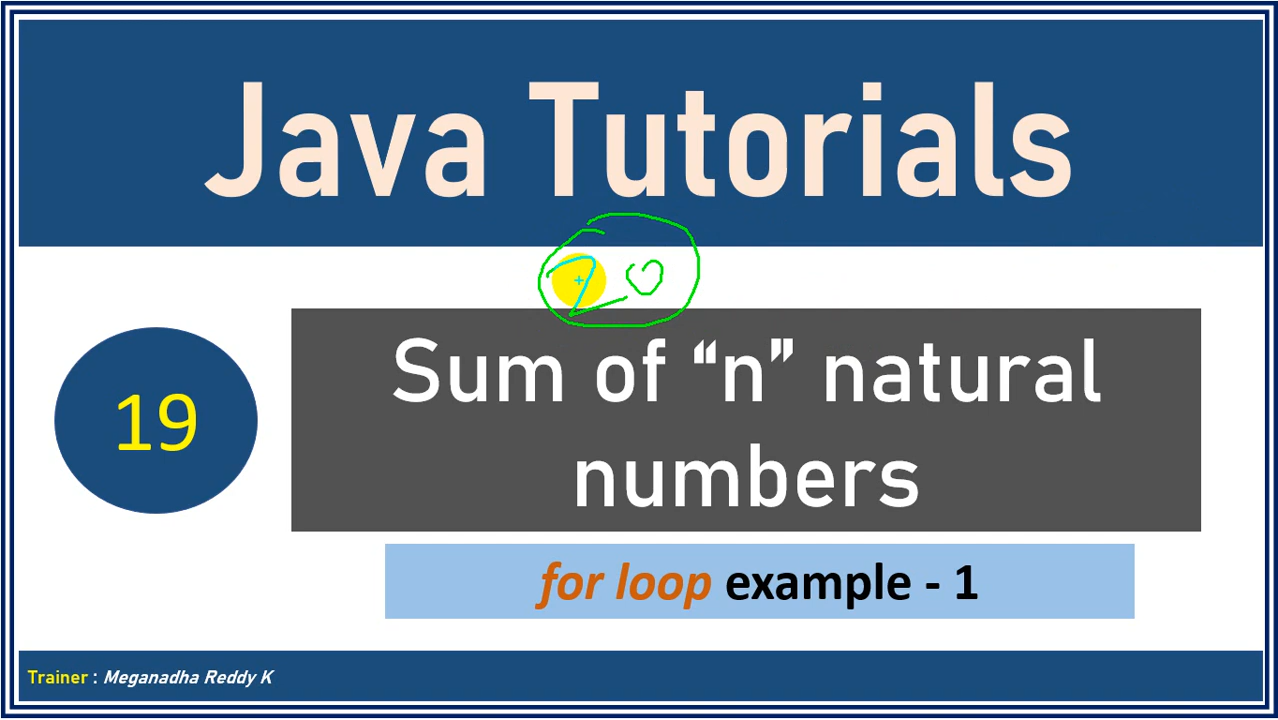 Java Tutorials
20
19
Sum of “n” natural
numbers
for loop example - 1
Trainer : Meganadha Reddy K